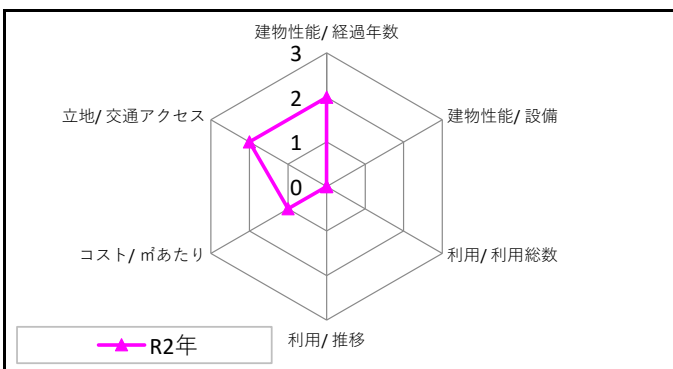 建物性能/ 経過年数
3
立地/ 交通アクセス
2
建物性能/ 設備
1
0
コスト/ ㎡あたり
利用/ 利用総数
R2年
利用/ 推移